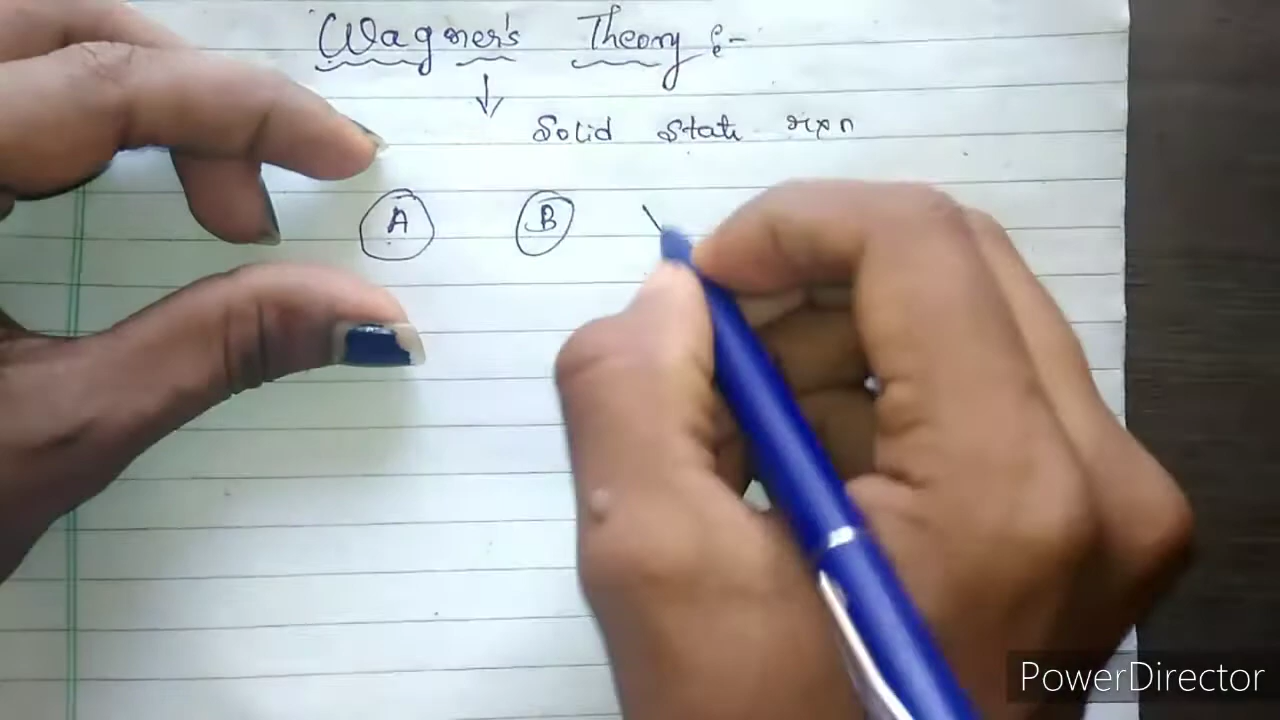 Wagner's Theory :-
↓
Solid state rxn
A B \
PowerDirector